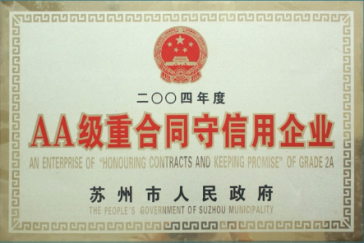 二〇〇四年度
AA级重合同守信用企业
AN ENTERPRISE OF "HONOURING CONTRACTS AND KEEPING PROMISE" OF GRADE 2A
苏州市人民政府
THE PEOPLE'S GOVERNMENT OF SUZHOU MUNICIPALITY